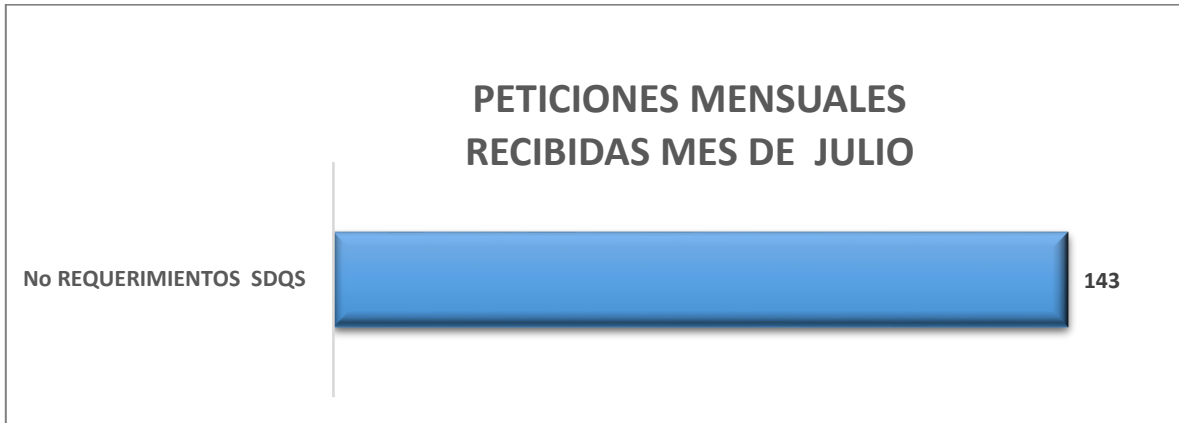 PETICIONES MENSUALES
RECIBIDAS MES DE JULIO
No REQUERIMIENTOS SDQS
143